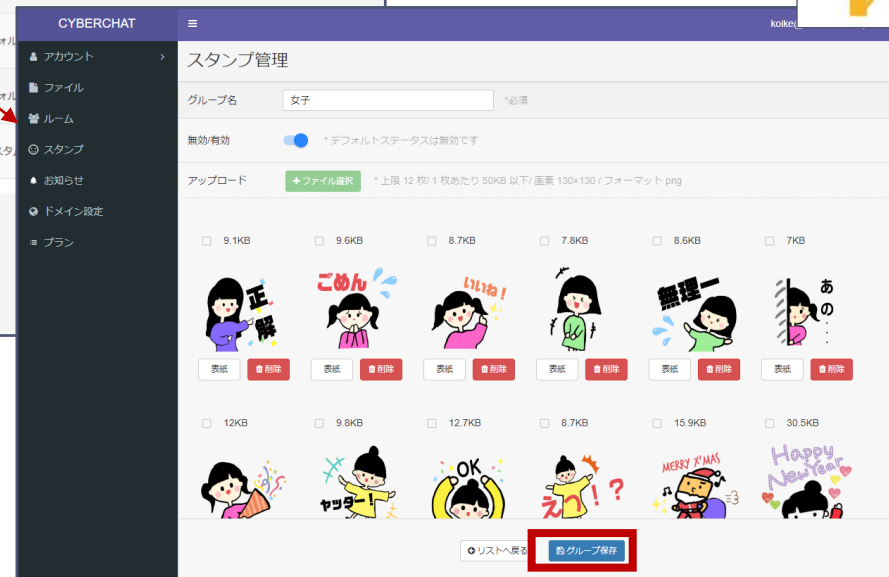 CYBERCHAT
koike@
アカウント
ファイル
ルーム
スタンプ
お知らせ
ドメイン設定
プラン
スタンプ管理
グループ名 女子 *必須
無効/有効 * デフォルトステータスは無効です
アップロード +ファイル選択 * 上限 12 枚/ 1 枚あたり 50KB 以下/ 画素 130×130 / フォーマット png
9.1KB 9.6KB 8.7KB 7.8KB 8.6KB 7KB
正解 ごめん いいね! 無理ー あの・・・
表紙 削除 表紙 削除 表紙 削除 表紙 削除 表紙 削除 表紙 削除
12KB 9.8KB 12.7KB 8.7KB 15.9KB 30.5KB
ヤッター! OK えっ!? MERRY X'MAS Happy NewYear
リストへ戻る グループ保存